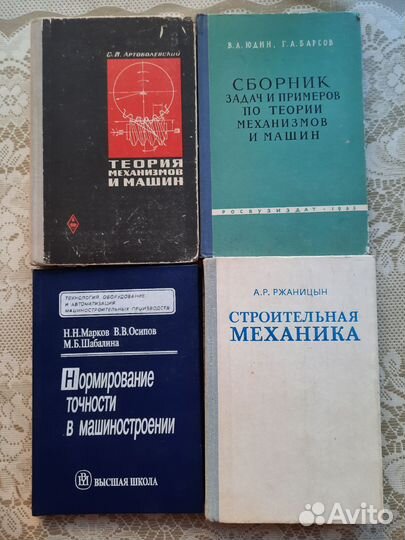 С. И. Артоболевский
ТЕОРИЯ
МЕХАНИЗМОВ
И МАШИН
В.А.ЮДИН, Г.А.БАРСОВ
СБОРНИК
ЗАДАЧ И ПРИМЕРОВ
ПО ТЕОРИИ
МЕХАНИЗМОВ
И МАШИН
РОСВУЗИЗДАТ • 1963
ТЕХНОЛОГИЯ, ОБОРУДОВАНИЕ
И АВТОМАТИЗАЦИЯ
МАШИНОСТРОИТЕЛЬНЫХ ПРОИЗВОДСТВ
Н.Н.Марков В.В.Осипов
М.Б.Шабалина
Нормирование
точности
в машиностроении
ВЫСШАЯ ШКОЛА
А.Р. РЖАНИЦЫН
СТРОИТЕЛЬНАЯ
МЕХАНИКА
Avito